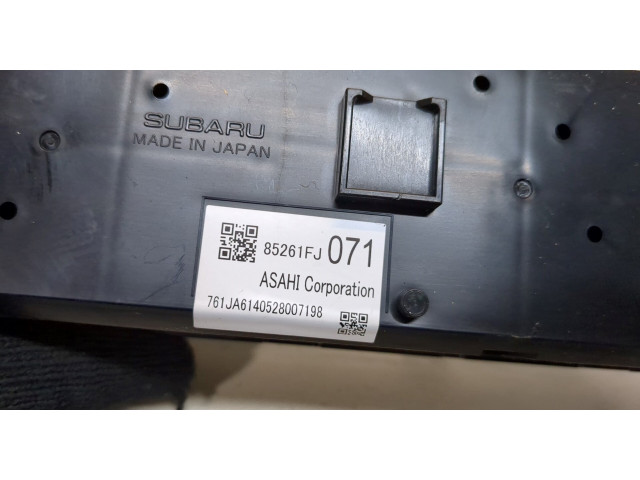 SUBARU
MADE IN JAPAN
85261FJ 071
ASAHI Corporation
761JA6140528007198